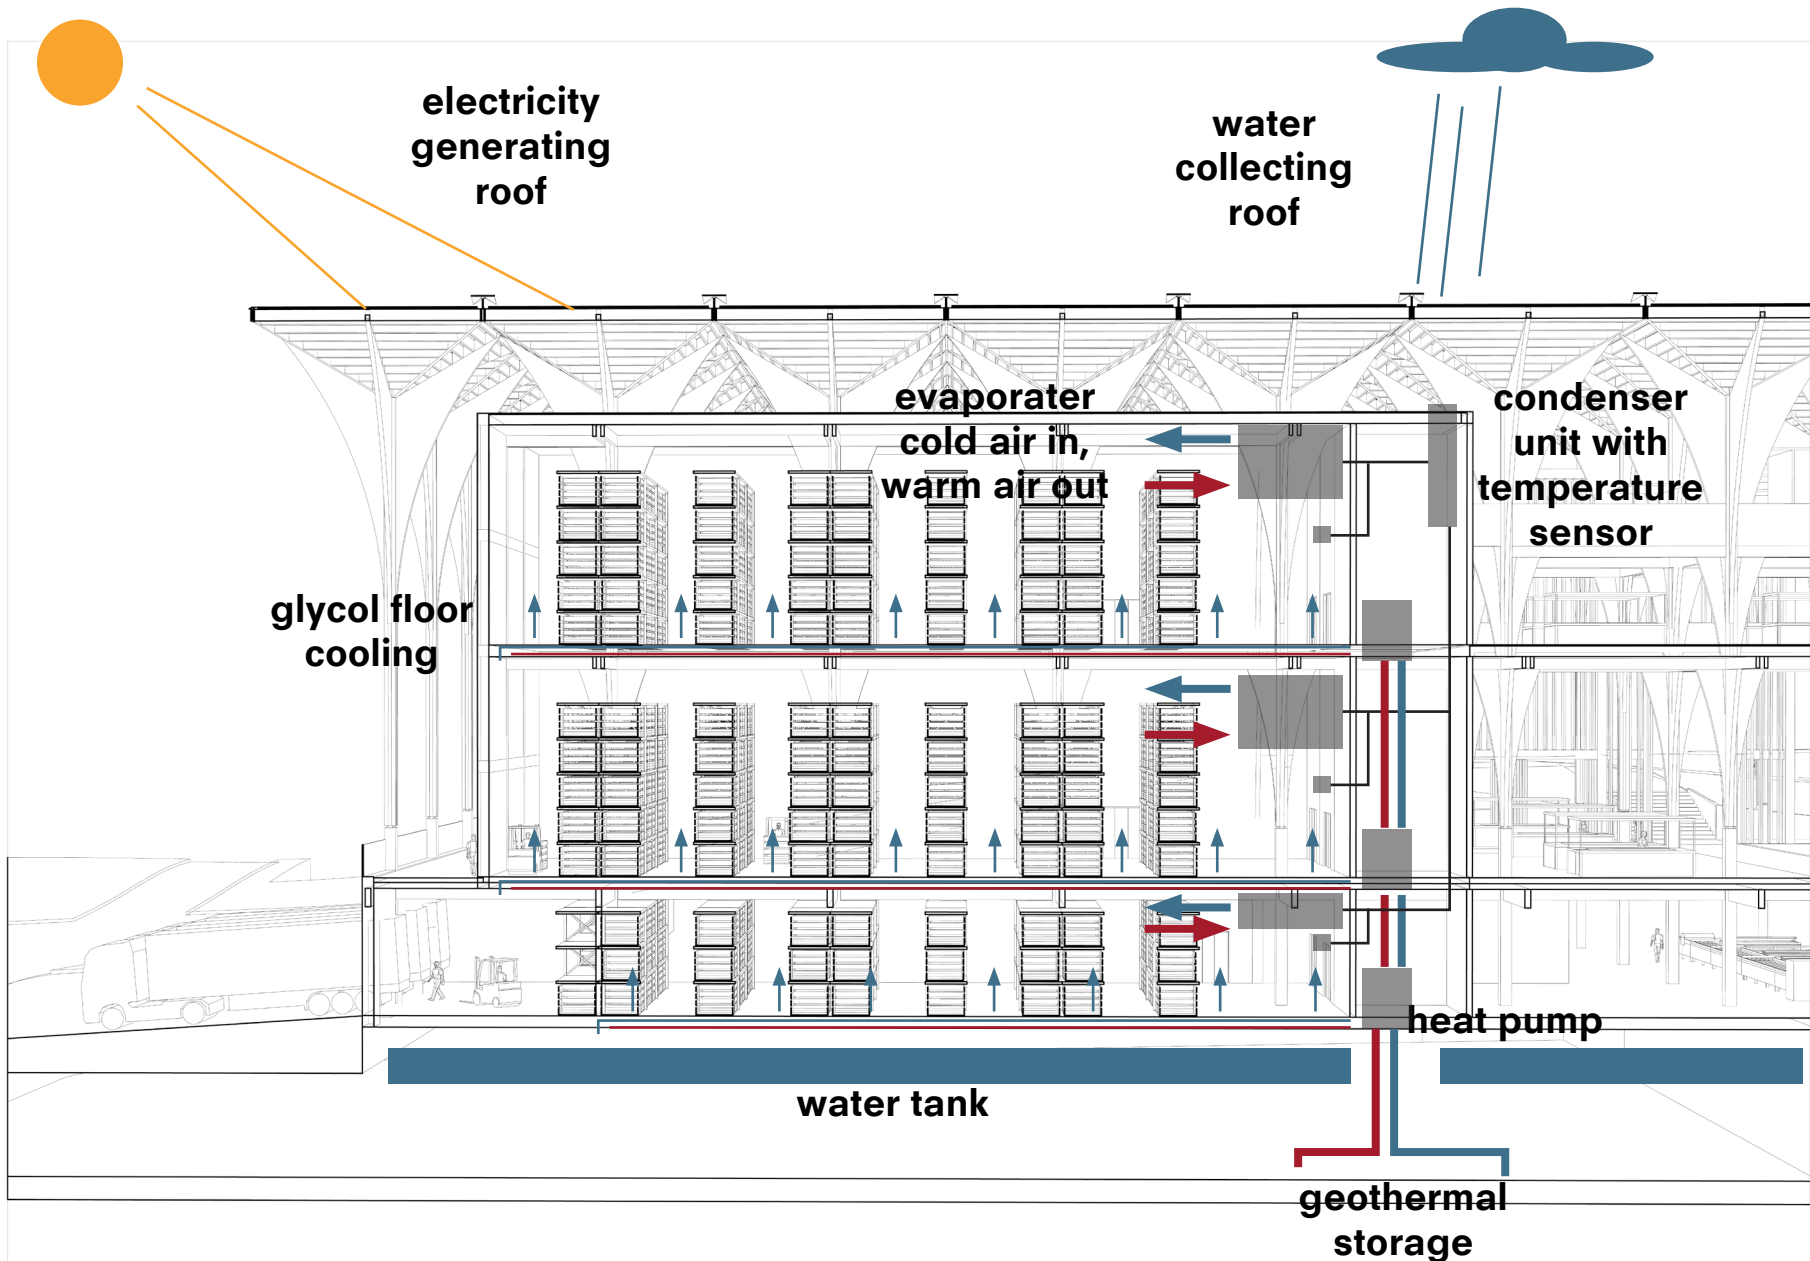 electricity
generating
roof
water
collecting
roof
evaporater
cold air in,
warm air out
condenser
unit with
temperature
sensor
glycol floor
cooling
heat pump
water tank
geothermal
storage